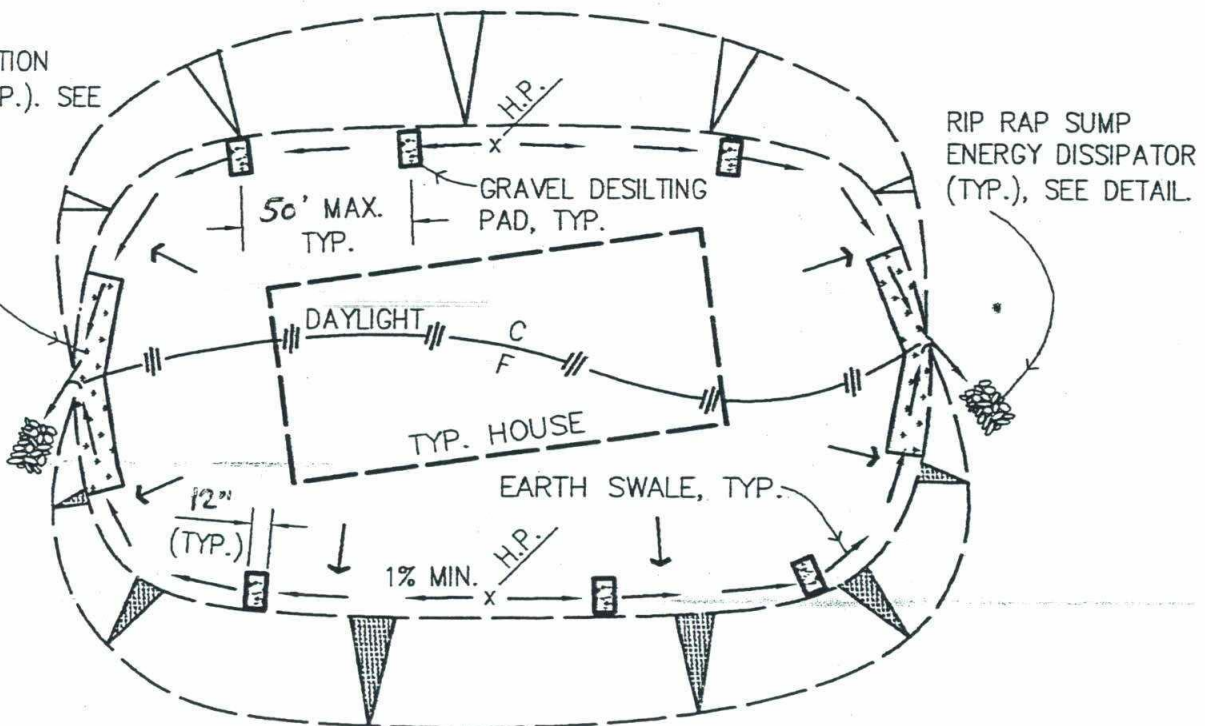 TION
P.). SEE
H.P.
RIP RAP SUMP
ENERGY DISSIPATOR
(TYP.), SEE DETAIL.
GRAVEL DESILTING
PAD, TYP.
50' MAX.
TYP.
DAYLIGHT
C
F
TYP. HOUSE
EARTH SWALE, TYP.
12"
(TYP.)
1% MIN.
H.P.